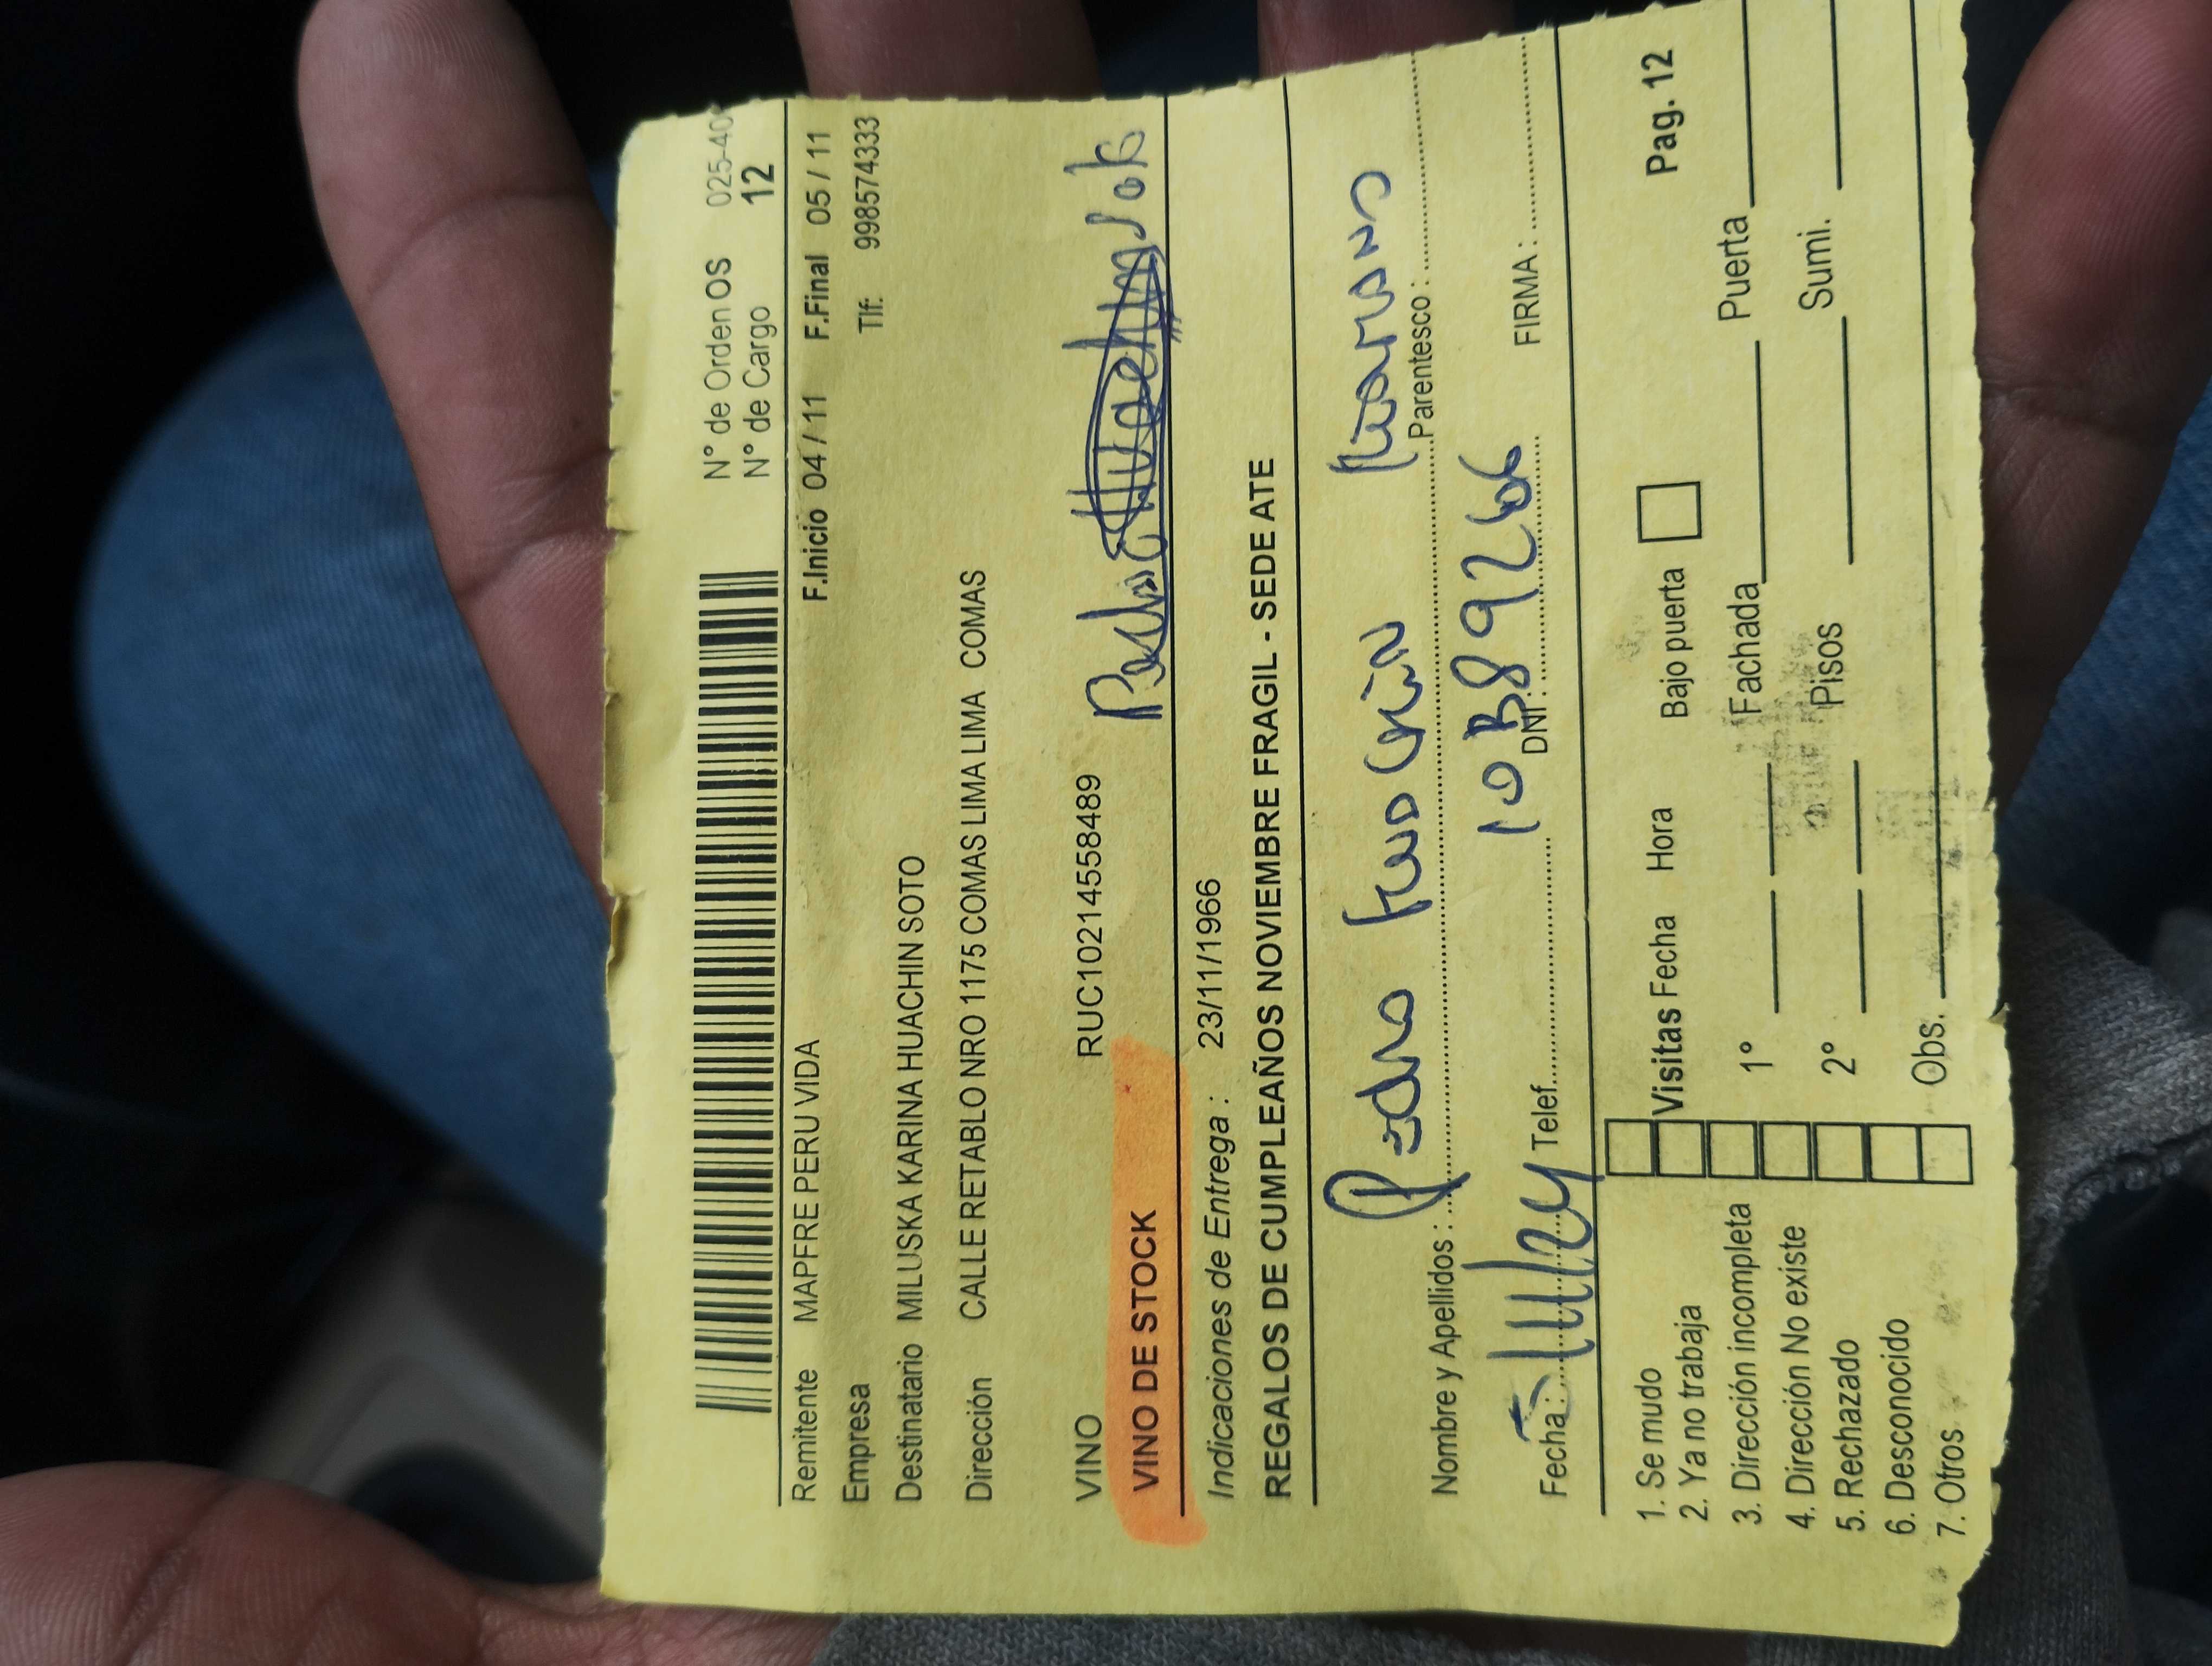 N° de Orden OS 025-40
N° de Cargo 12
Remitente MAPFRE PERU VIDA F.Inicio 04 / 11 F.Final 05 / 11
Empresa Tlf: 998574333
Destinatario MILUSKA KARINA HUACHIN SOTO
Dirección CALLE RETABLO NRO 1175 COMAS LIMA LIMA COMAS
VINO RUC10214558489
VINO DE STOCK
Indicaciones de Entrega : 23/11/1966
REGALOS DE CUMPLEAÑOS NOVIEMBRE FRAGIL - SEDE ATE
Nombre y Apellidos : Pedro Parentesco :
Fecha : 5/11/24 Telef. DNI : FIRMA :
1. Se mudo Visitas Fecha Hora Bajo puerta Pag. 12
2. Ya no trabaja
3. Dirección incompleta 1° Fachada Puerta
4. Dirección No existe
5. Rechazado 2° Pisos Sumi.
6. Desconocido
7. Otros Obs.